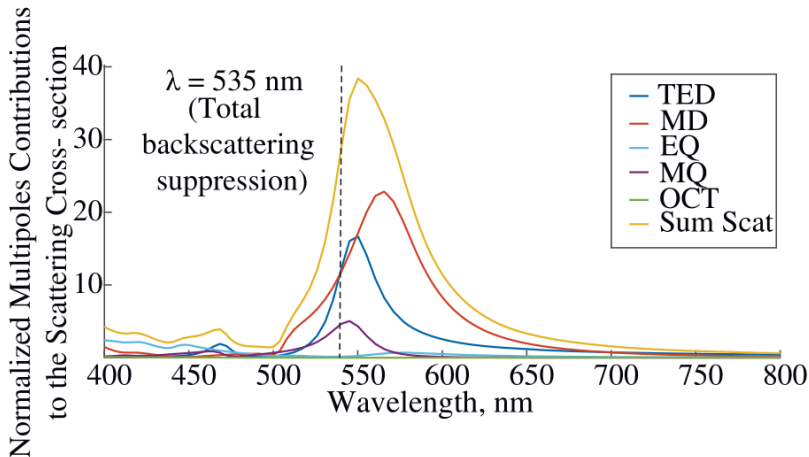 Normalized Multipoles Contributions
to the Scattering Cross- section
40
30
20
10
λ = 535 nm
(Total
backscattering
suppression)
TED
MD
EQ
MQ
OCT
Sum Scat
400 450 500 550 600 650 700 750 800
Wavelength, nm